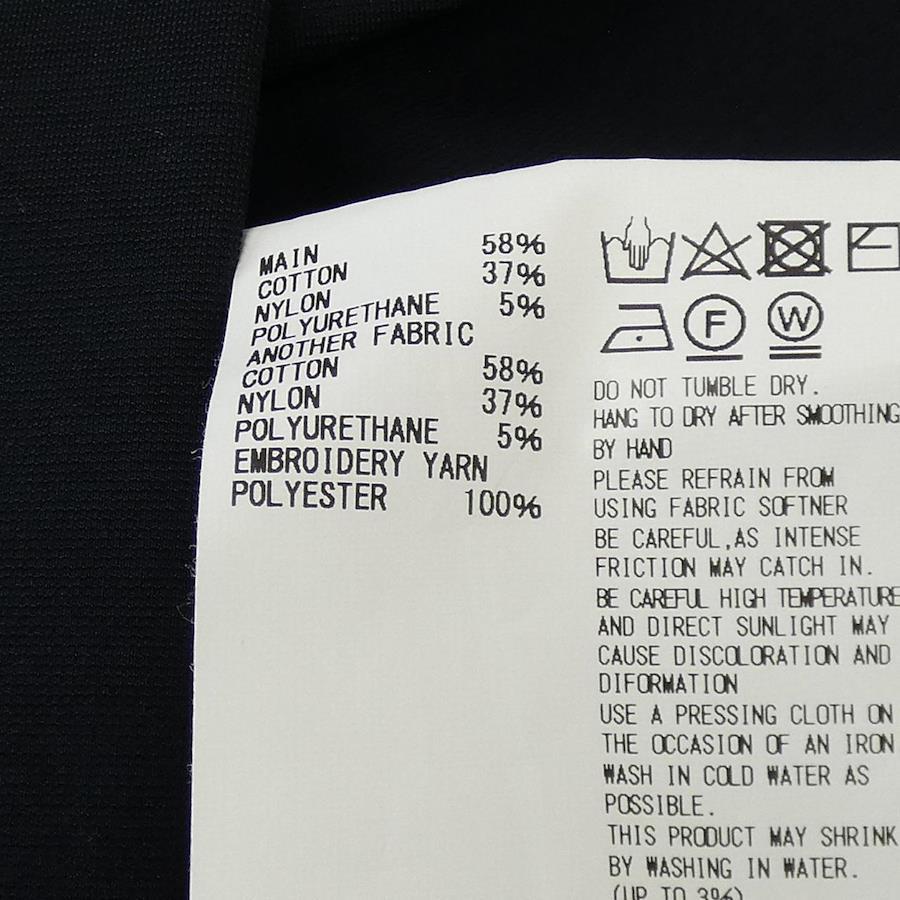 MAIN
COTTON 58%
NYLON 37%
POLYURETHANE 5%
ANOTHER FABRIC
COTTON 58%
NYLON 37%
POLYURETHANE 5%
EMBROIDERY YARN
POLYESTER 100%
F
W
DO NOT TUMBLE DRY.
HANG TO DRY AFTER SMOOTHING
BY HAND
PLEASE REFRAIN FROM
USING FABRIC SOFTNER
BE CAREFUL,AS INTENSE
FRICTION MAY CATCH IN.
BE CAREFUL HIGH TEMPERATURE
AND DIRECT SUNLIGHT MAY
CAUSE DISCOLORATION AND
DIFORMATION
USE A PRESSING CLOTH ON
THE OCCASION OF AN IRON
WASH IN COLD WATER AS
POSSIBLE.
THIS PRODUCT MAY SHRINK
BY WASHING IN WATER.
(UP TO 3%)